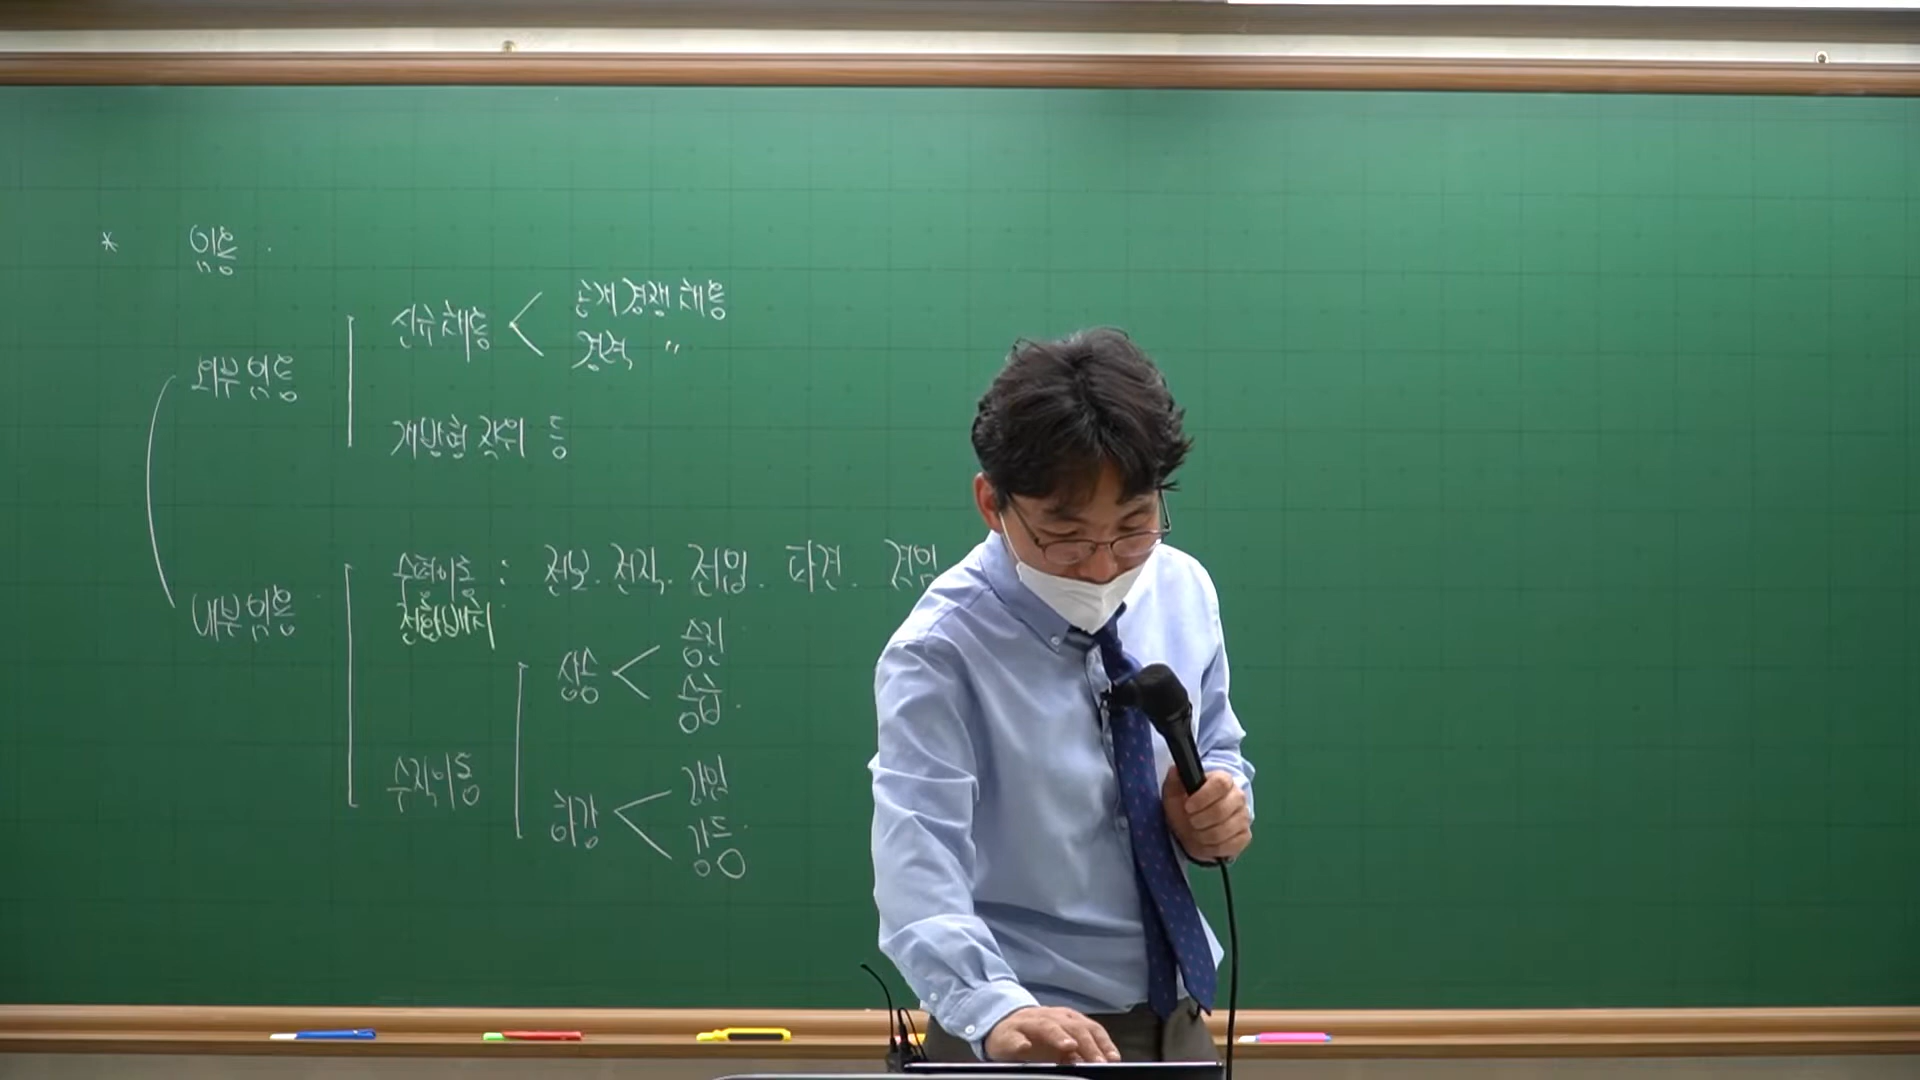 * 임용
외부임용
신규채용 < 공개경쟁채용
경력 〃
개방형 직위 등
내부임용
수평이동 : 전보. 전직. 전입. 파견. 겸임
전환배치
수직이동
상승 < 승진
승급.
하강 < 강임
강등.